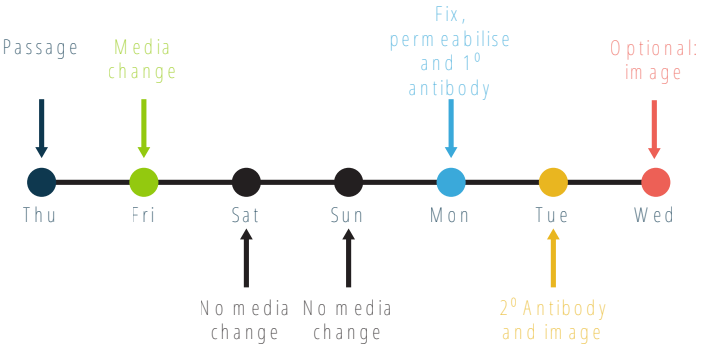 Passage
Media
change
Fix,
permeabilise
and 1⁰
antibody
Optional:
image
Thu
Fri
Sat
Sun
Mon
Tue
Wed
No media
change
No media
change
2⁰ Antibody
and image